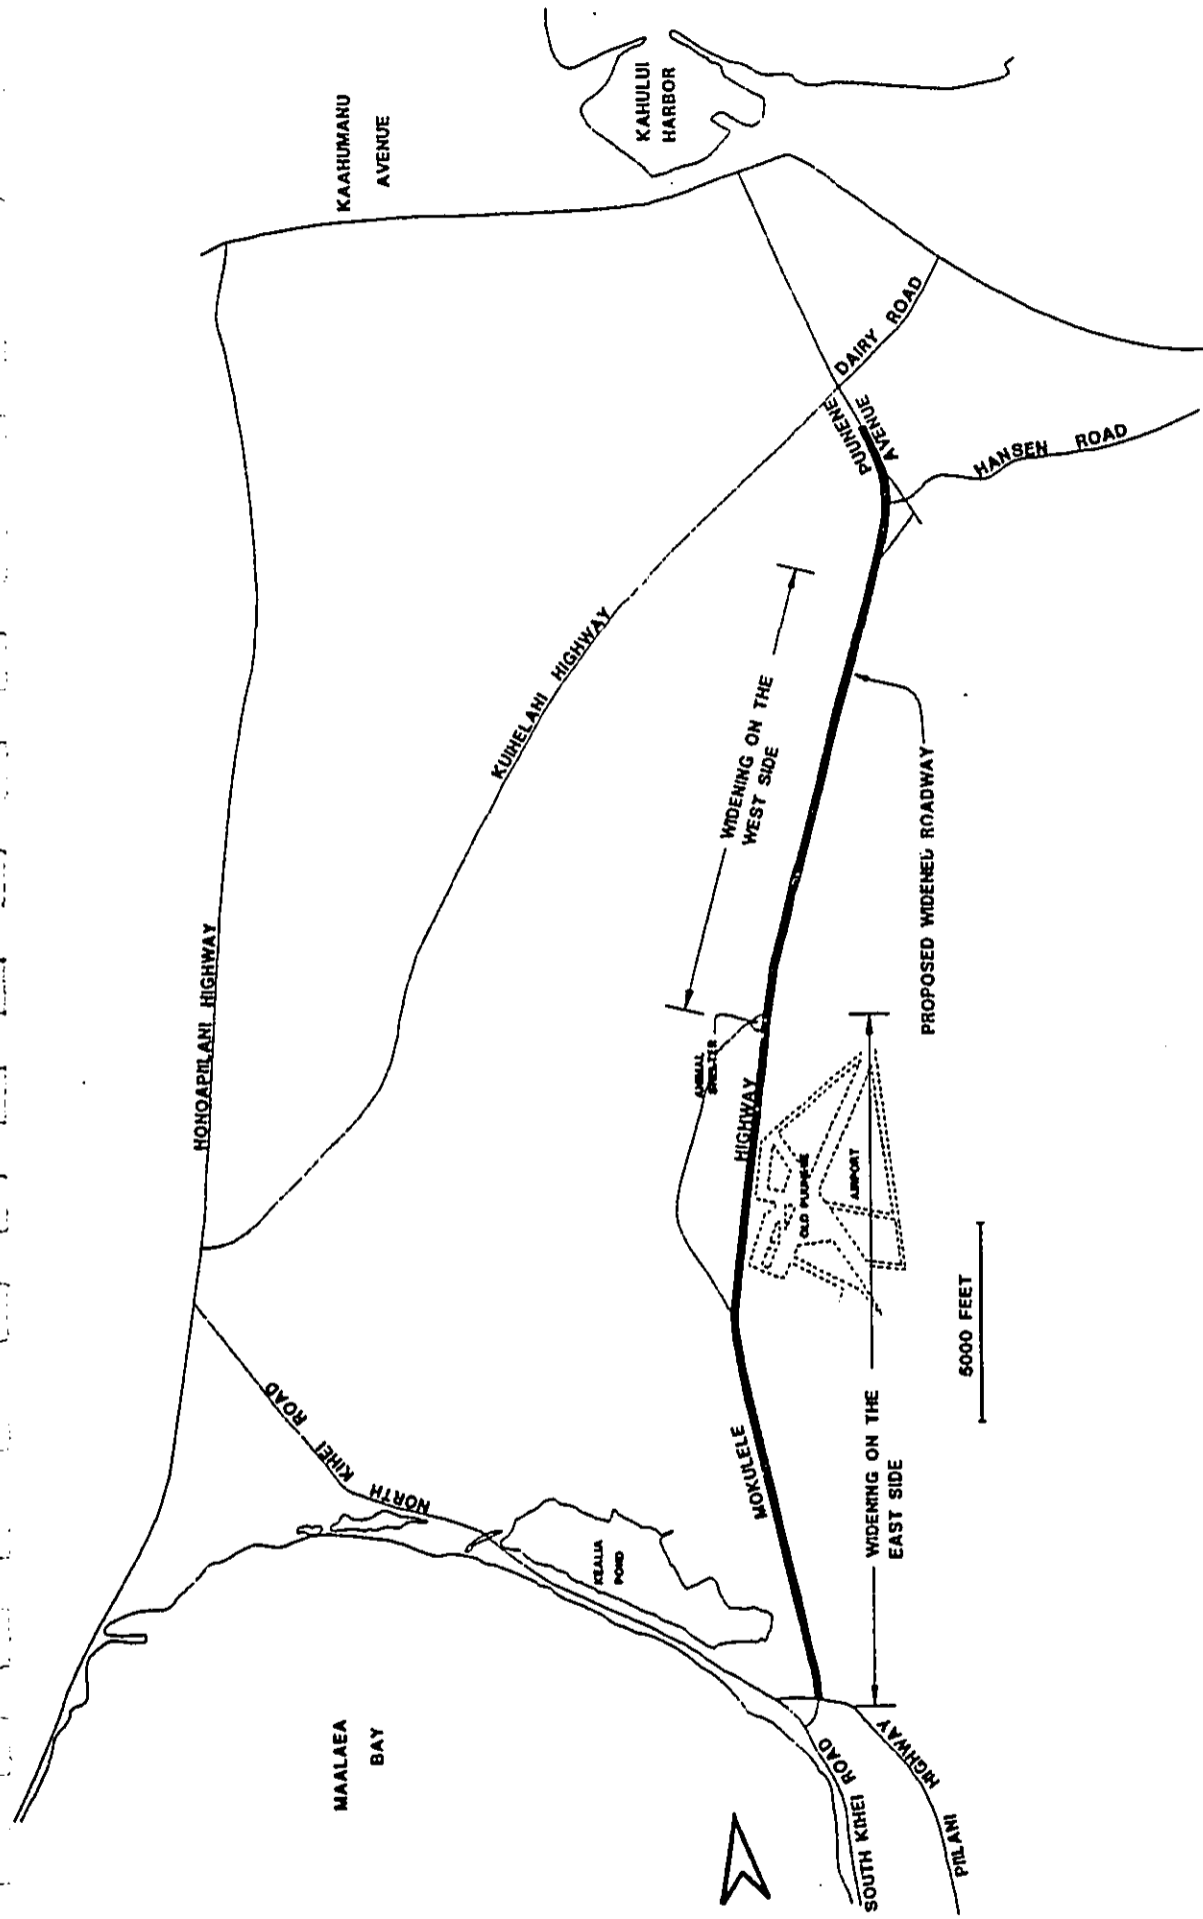 KAAHUMANU
AVENUE
KAHULUI
HARBOR
DAIRY ROAD
PUUNENE
AVENUE
HANSEN ROAD
KUIHELANI HIGHWAY
WIDENING ON THE
WEST SIDE
PROPOSED WIDENED ROADWAY
HONOAPIILANI HIGHWAY
ANIMAL
SHELTER
HIGHWAY
OLD PUUNENE
AIRPORT
5000 FEET
NORTH KIHEI ROAD
MOKULELE
WIDENING ON THE
EAST SIDE
KEALIA
POND
MAALAEA
BAY
SOUTH KIHEI ROAD
PIILANI HIGHWAY